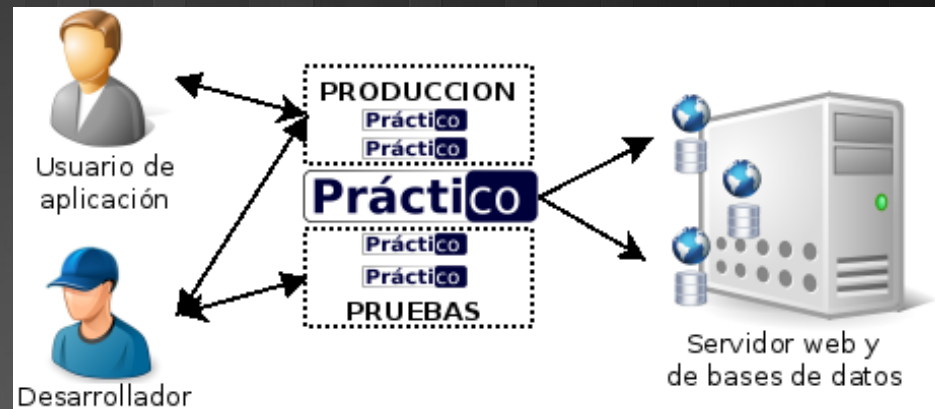 Usuario de
aplicación
Desarrollador
PRODUCCION
Práctico
Práctico
Práctico
Práctico
Práctico
PRUEBAS
Servidor web y
de bases de datos